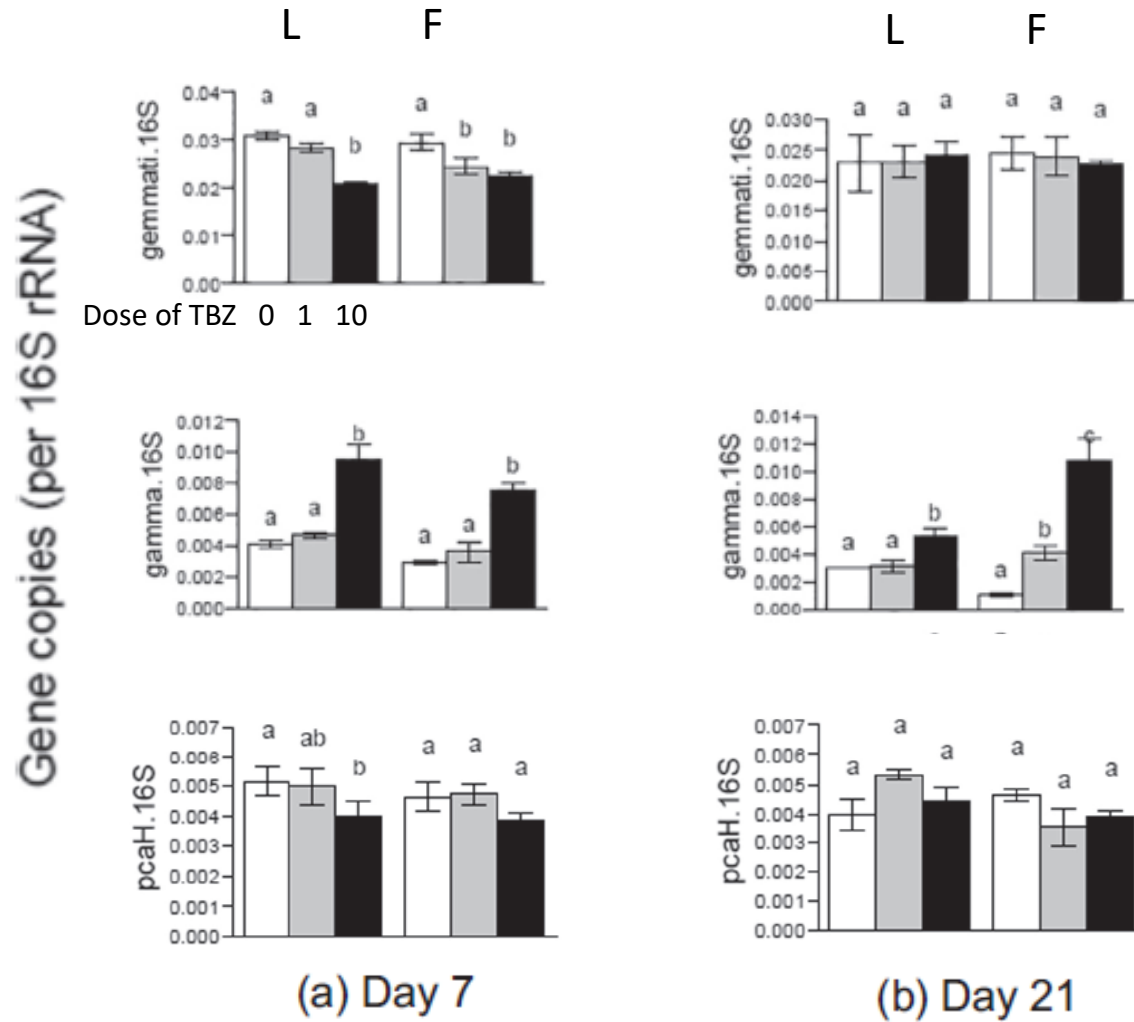 L F
L F
Gene copies (per 16S rRNA)
gemmati.16S
0.04
0.03
0.02
0.01
0.00
a a b a b b
Dose of TBZ 0 1 10
gemmati.16S
0.030
0.025
0.020
0.015
0.010
0.005
0.000
a a a a a a
gamma.16S
0.012
0.010
0.008
0.006
0.004
0.002
0.000
a a b a a b
gamma.16S
0.014
0.012
0.010
0.008
0.006
0.004
0.002
0.000
a a b a b c
pcaH.16S
0.007
0.006
0.005
0.004
0.003
0.002
0.001
0.000
a ab b a a a
pcaH.16S
0.007
0.006
0.005
0.004
0.003
0.002
0.001
0.000
a a a a a a
(a) Day 7
(b) Day 21